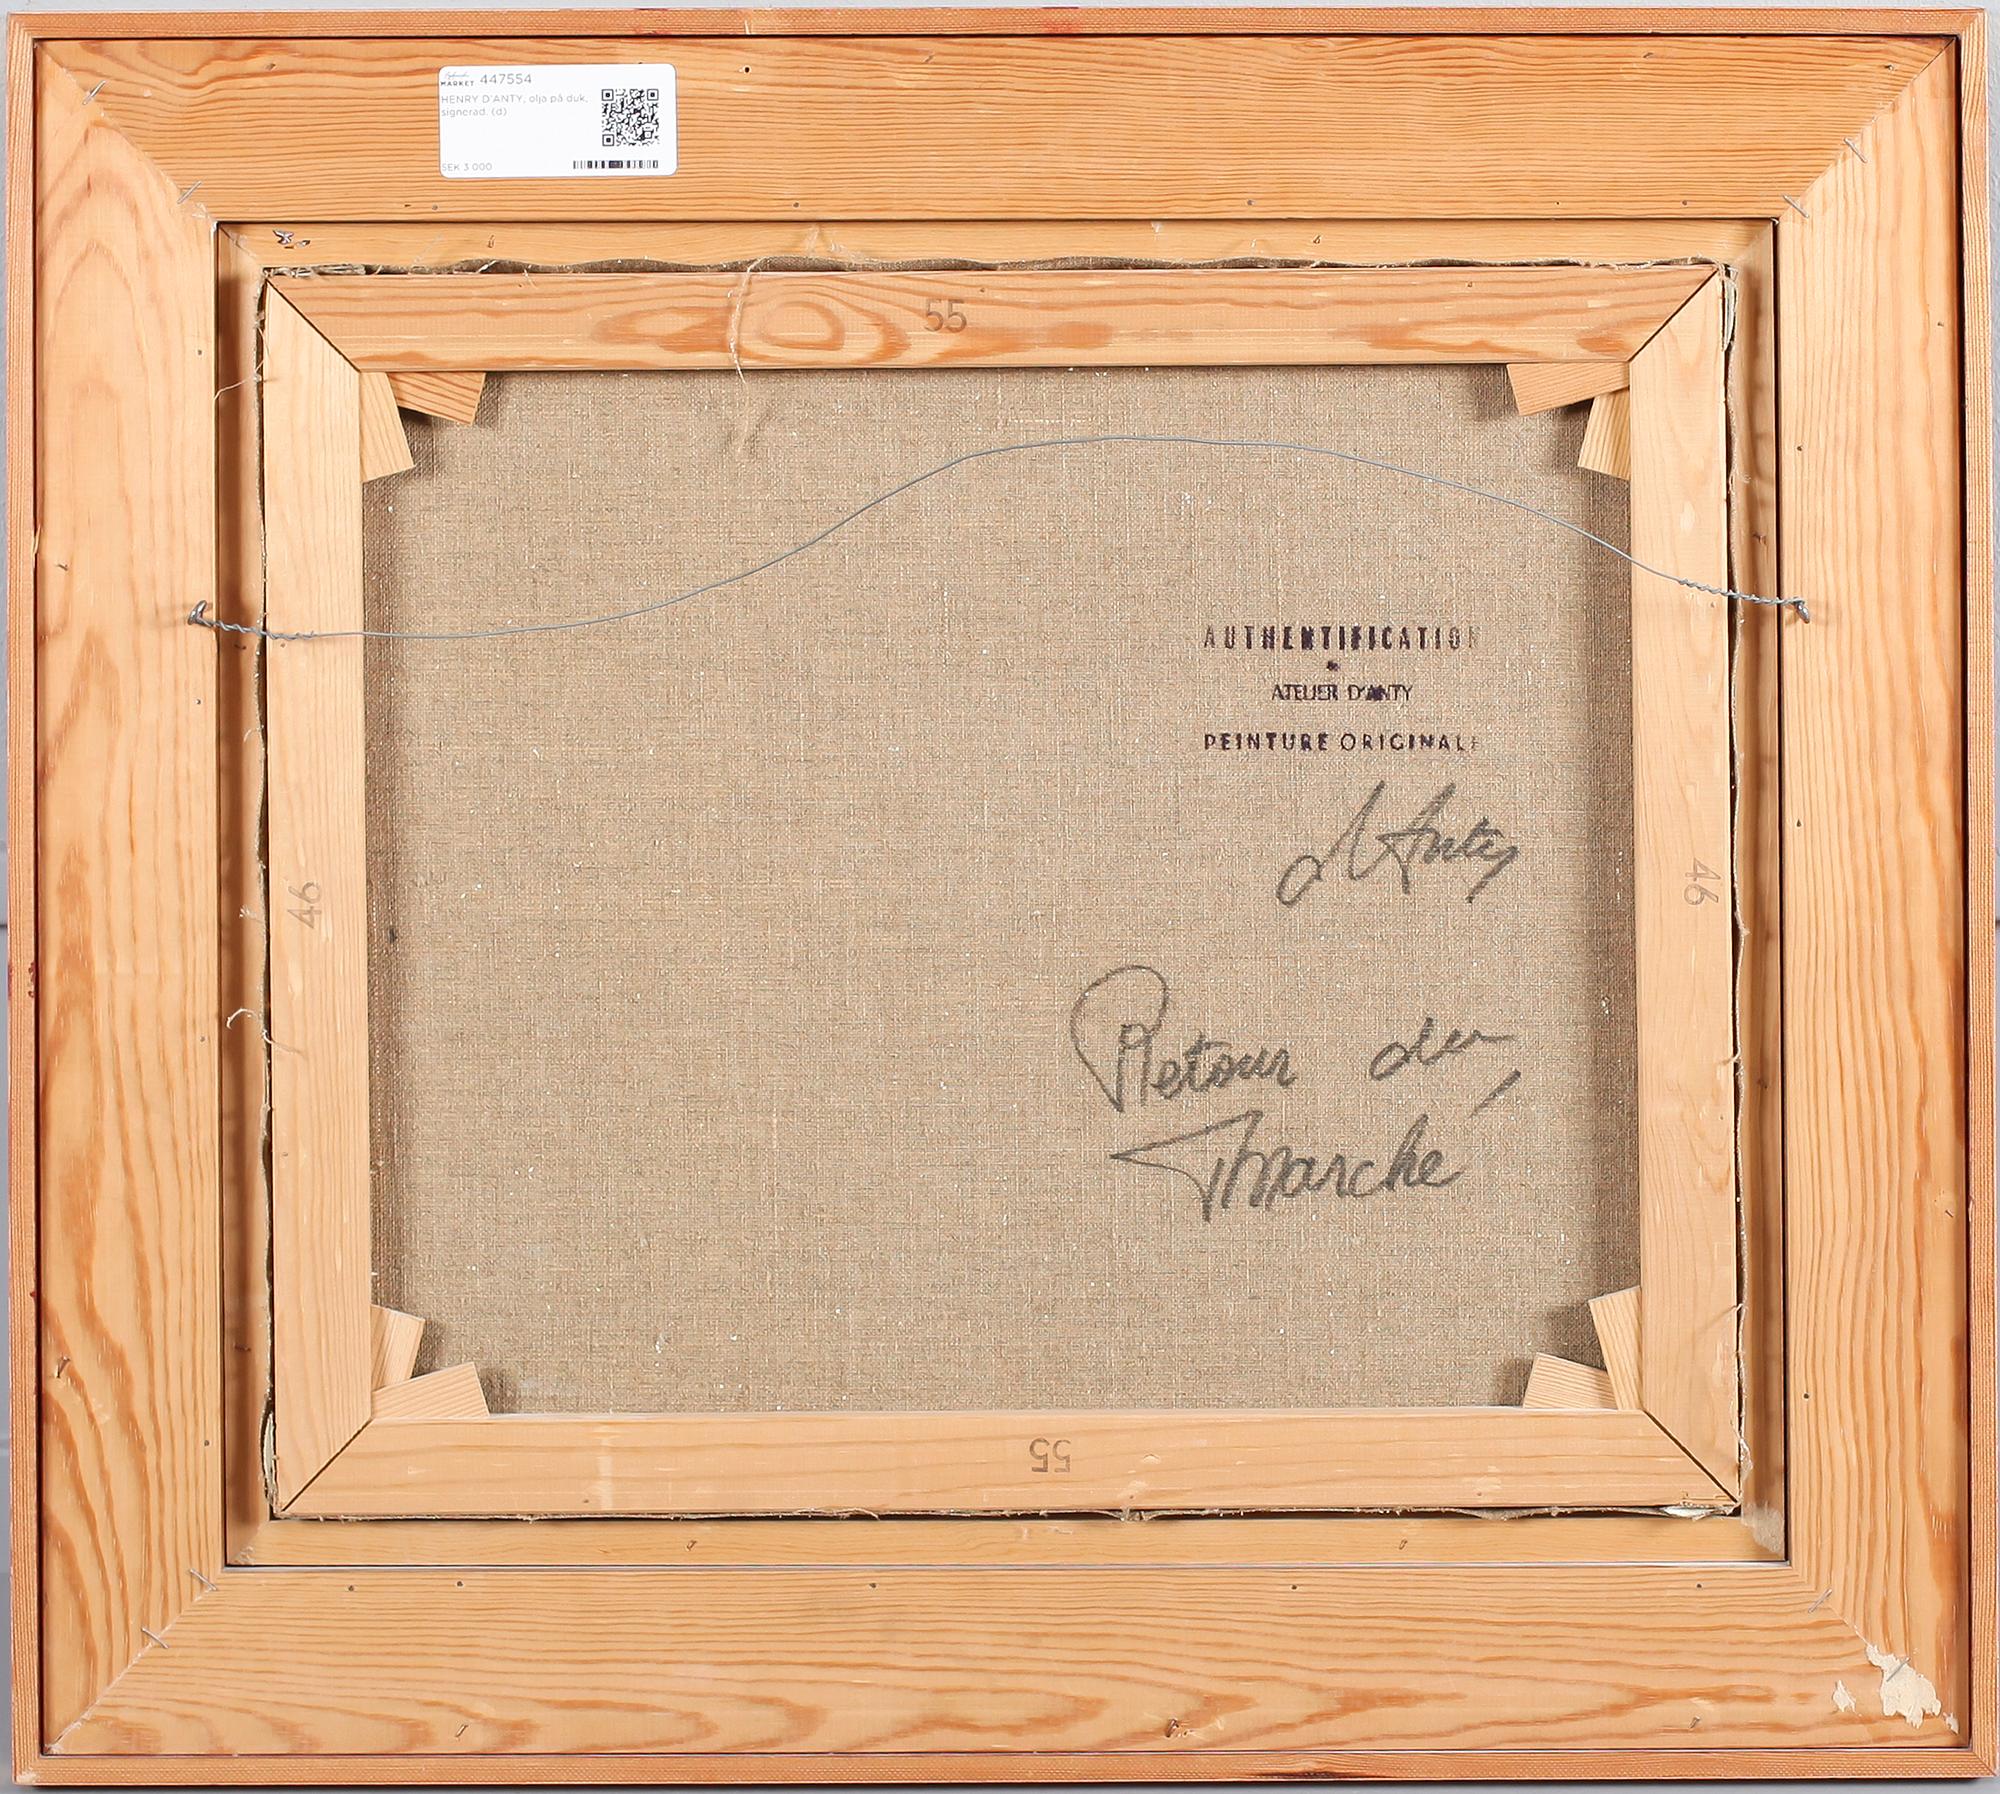 MARKET 447554
HENRY D'ANTY, olja på duk,
signerad. (d)
SEK 3 000
55
AUTHENTIFICATION
ATELIER D'ANTY
PEINTURE ORIGINALE
d'Anty
46
46
Retour du
Marché
55